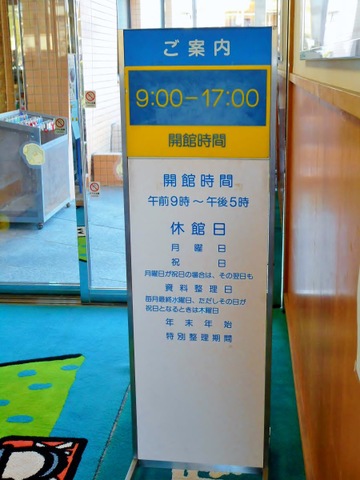 ご案内
9:00-17:00
開館時間
開館時間
午前9時～午後5時
休館日
月曜日
祝日
月曜日が祝日の場合は、その翌日も
資料整理日
毎月最終水曜日、ただしその日が
祝日となるときは木曜日
年末年始
特別整理期間